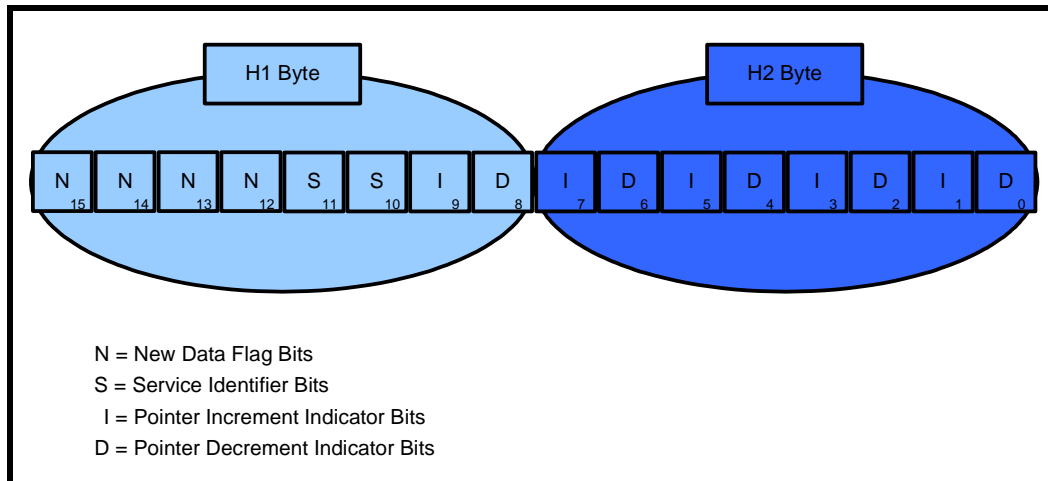 H1 Byte H2 Byte
N N N N S S I D I D I D I D I D
15 14 13 12 11 10 9 8 7 6 5 4 3 2 1 0
N = New Data Flag Bits
S = Service Identifier Bits
I = Pointer Increment Indicator Bits
D = Pointer Decrement Indicator Bits